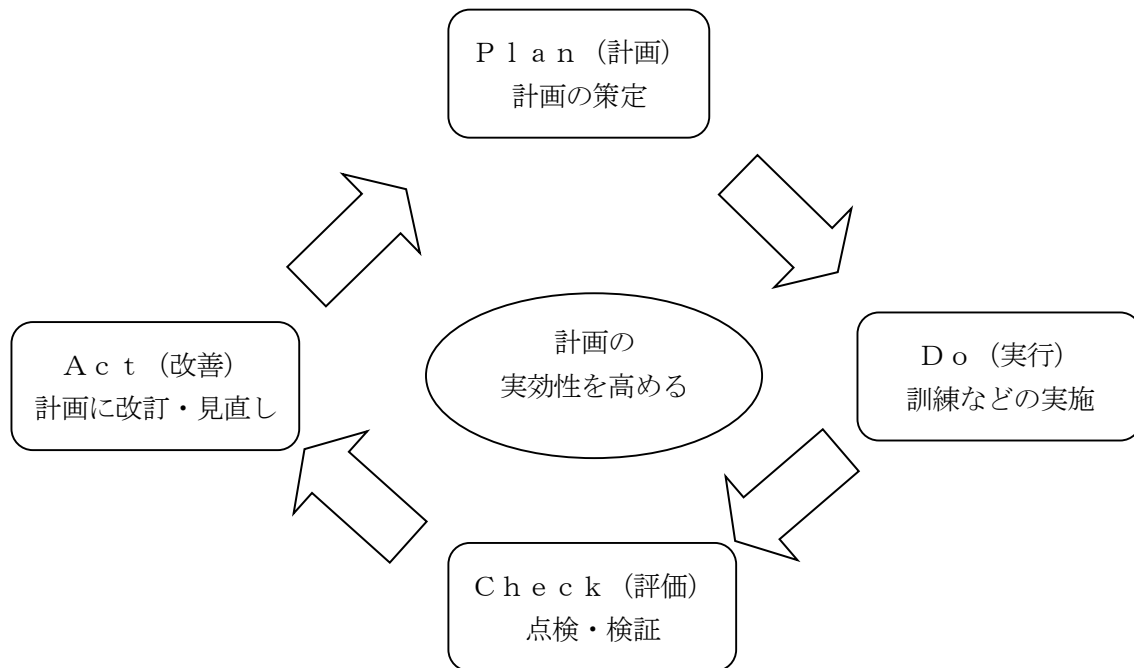 Ｐｌａｎ（計画）
計画の策定
Ｄｏ（実行）
訓練などの実施
Ｃｈｅｃｋ（評価）
点検・検証
Ａｃｔ（改善）
計画に改訂・見直し
計画の
実効性を高める